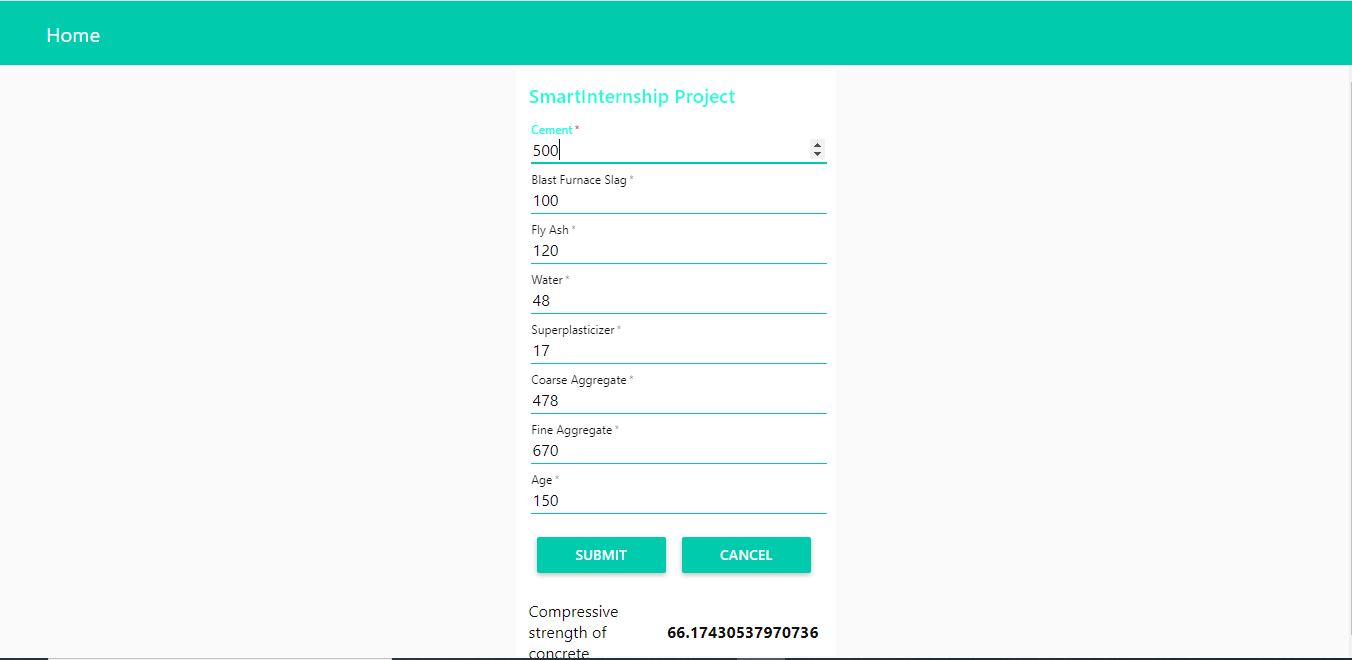 Home
SmartInternship Project
Cement *
500
Blast Furnace Slag *
100
Fly Ash *
120
Water *
48
Superplasticizer *
17
Coarse Aggregate *
478
Fine Aggregate *
670
Age *
150
SUBMIT CANCEL
Compressive
strength of 66.17430537970736
concrete